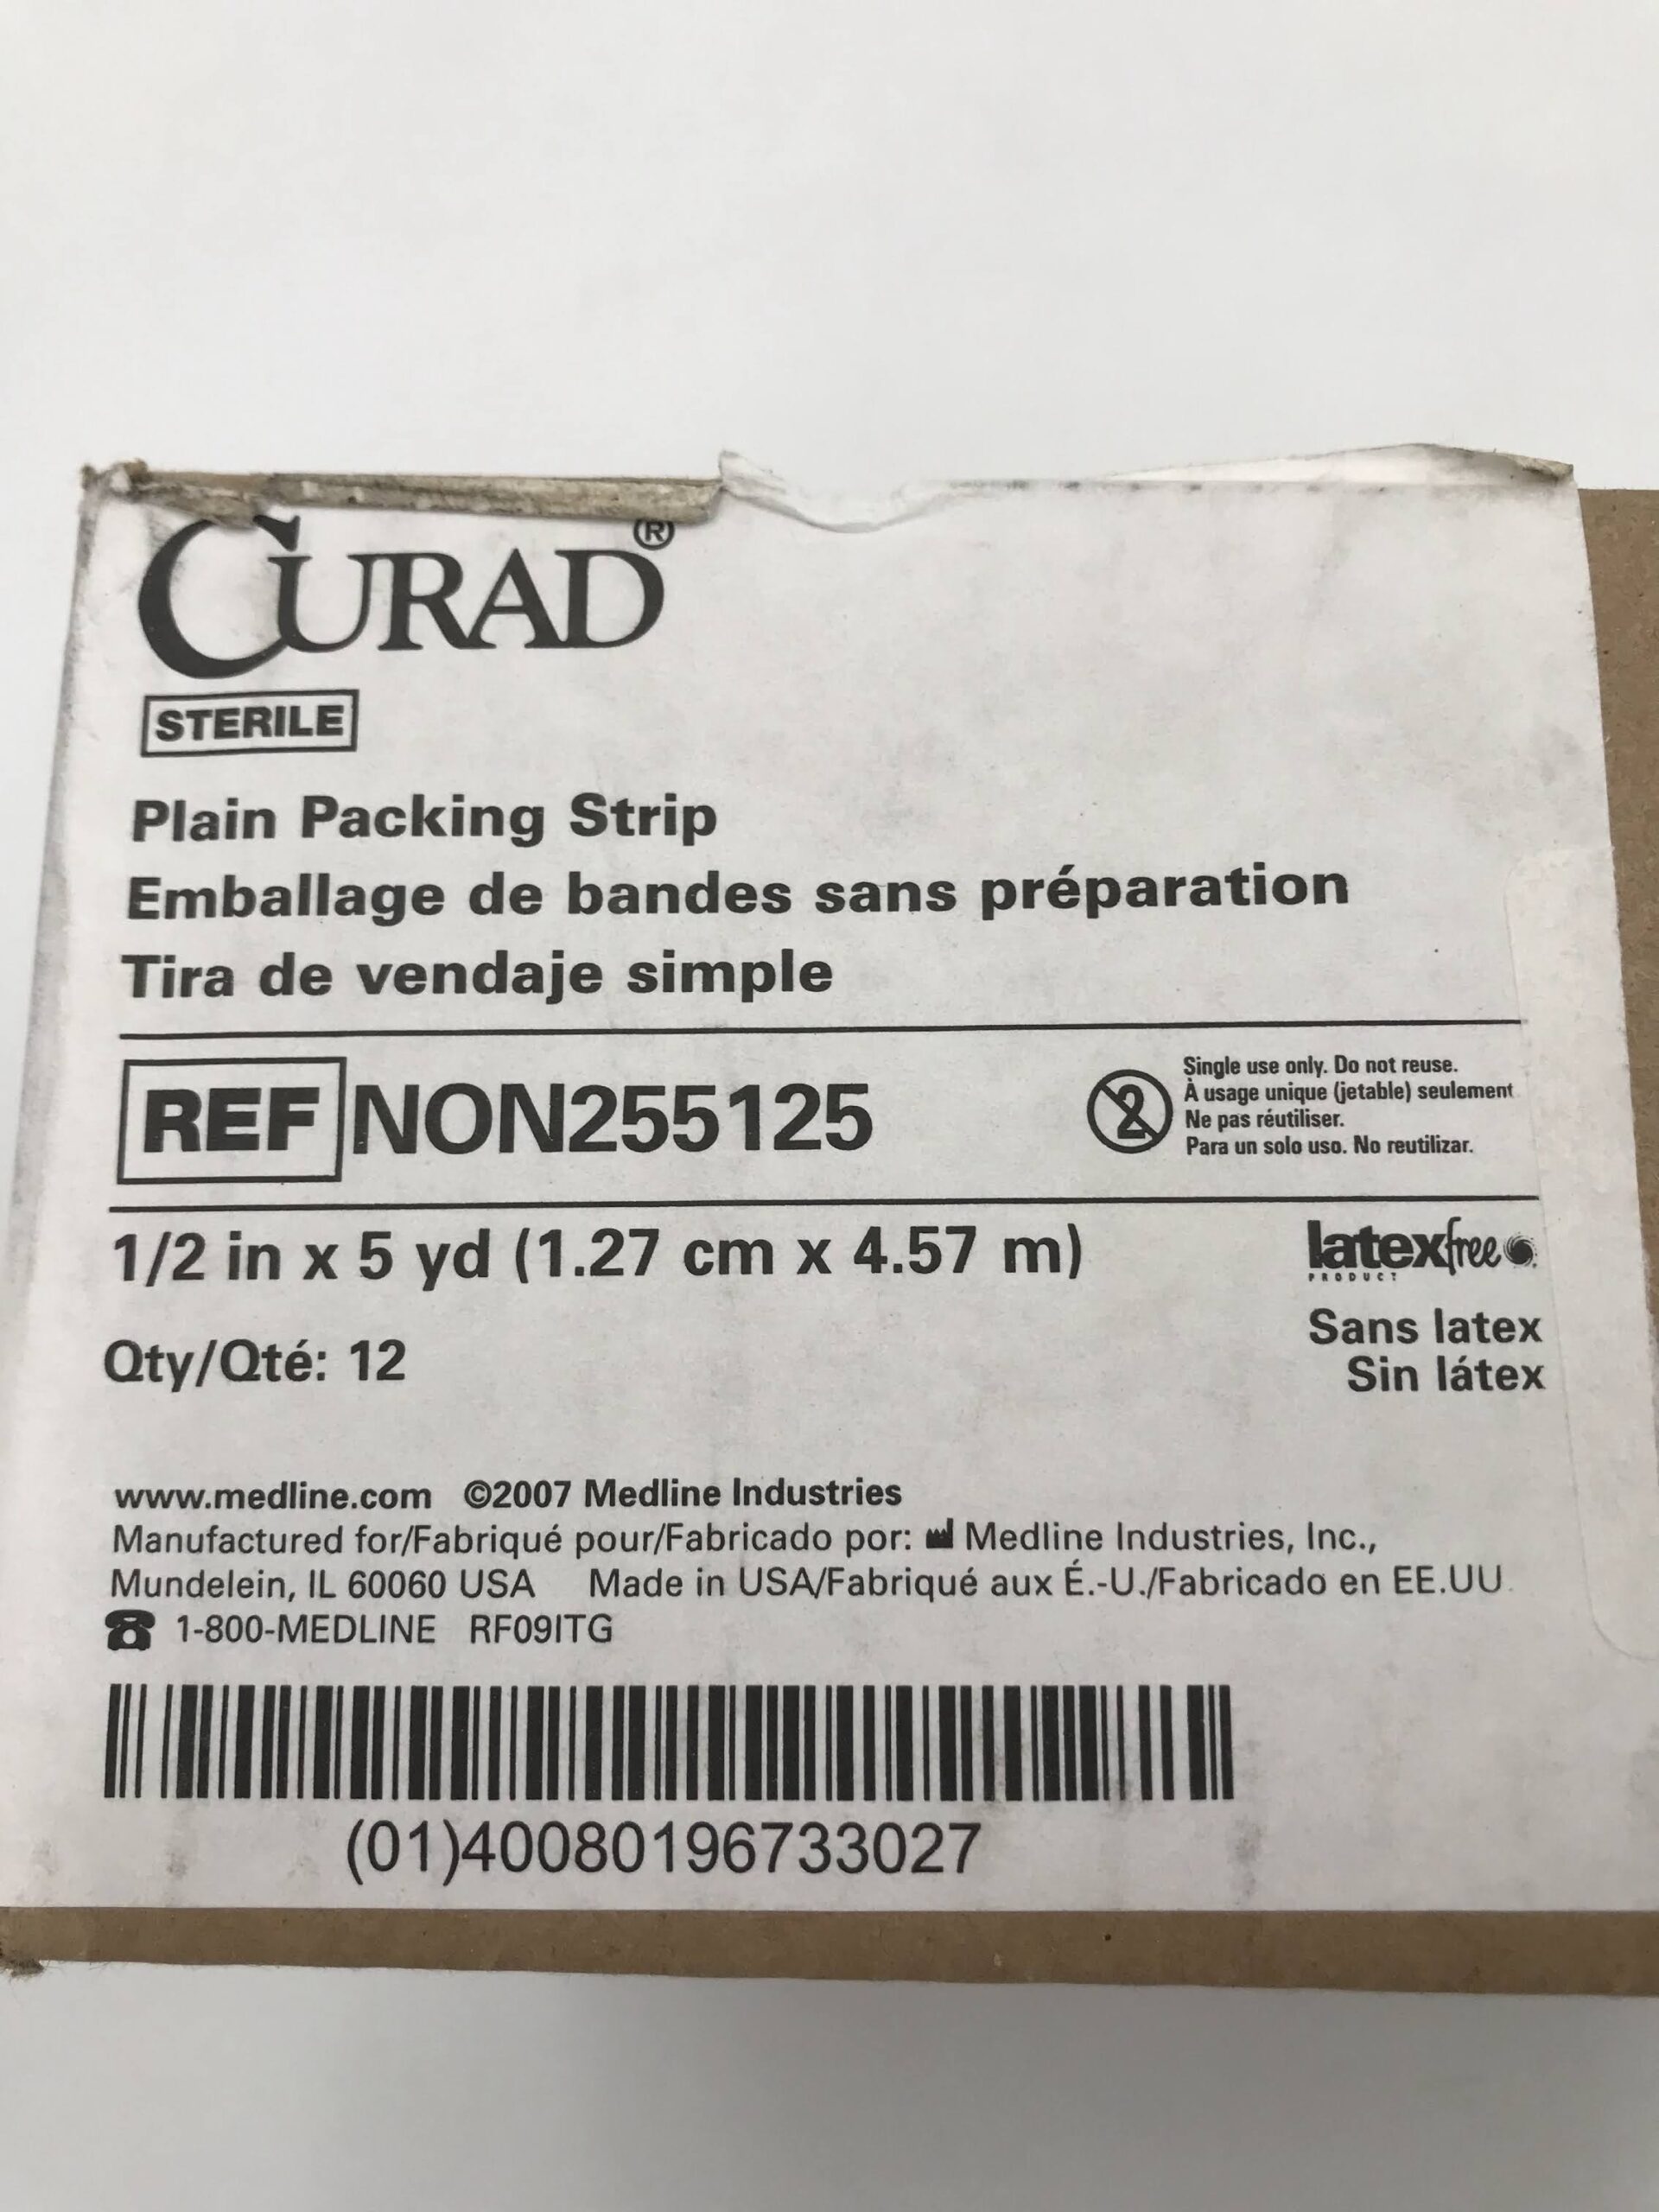 CURAD®
STERILE
Plain Packing Strip
Emballage de bandes sans préparation
Tira de vendaje simple
REF NON255125
Single use only. Do not reuse.
À usage unique (jetable) seulement
Ne pas réutiliser.
Para un solo uso. No reutilizar.
1/2 in x 5 yd (1.27 cm x 4.57 m)
latexfree
PRODUCT
Sans latex
Sin látex
Qty/Qté: 12
www.medline.com ©2007 Medline Industries
Manufactured for/Fabriqué pour/Fabricado por: Medline Industries, Inc.,
Mundelein, IL 60060 USA Made in USA/Fabriqué aux É.-U./Fabricado en EE.UU.
1-800-MEDLINE RF09ITG
(01)40080196733027